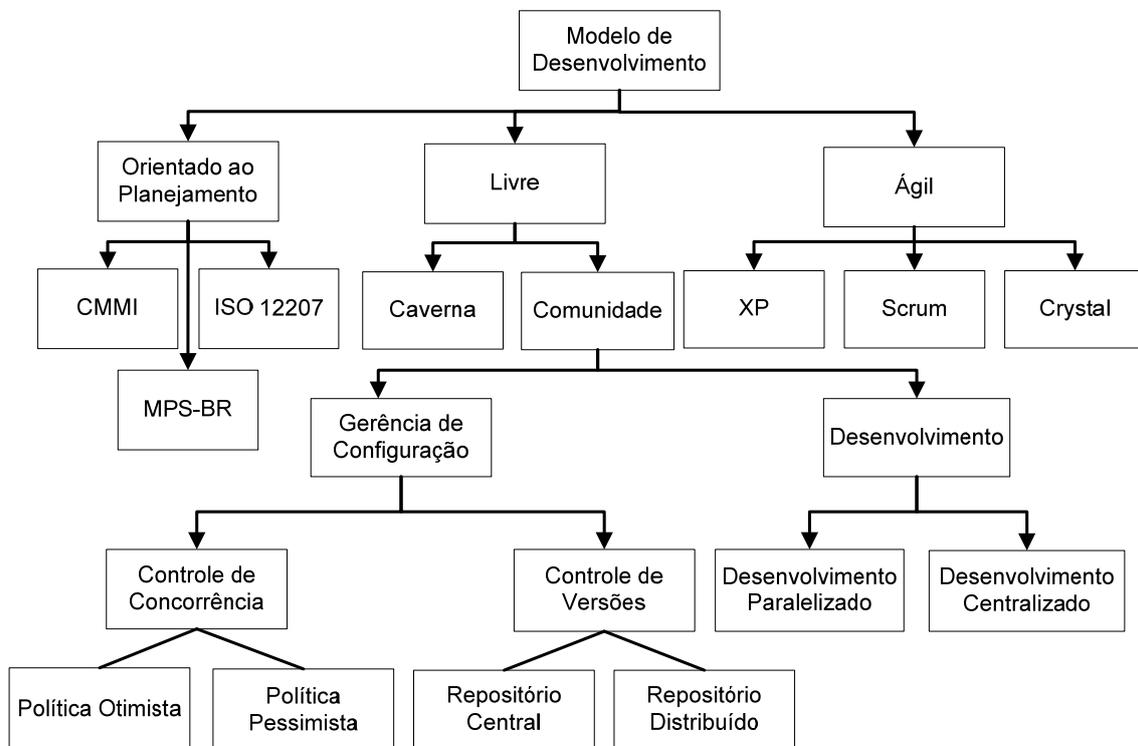 Modelo de
Desenvolvimento
Orientado ao
Planejamento
Livre
Ágil
CMMI
ISO 12207
Caverna
Comunidade
XP
Scrum
Crystal
MPS-BR
Gerência de
Configuração
Desenvolvimento
Controle de
Concorrência
Controle de
Versões
Desenvolvimento
Paralelizado
Desenvolvimento
Centralizado
Política Otimista
Política
Pessimista
Repositório
Central
Repositório
Distribuído